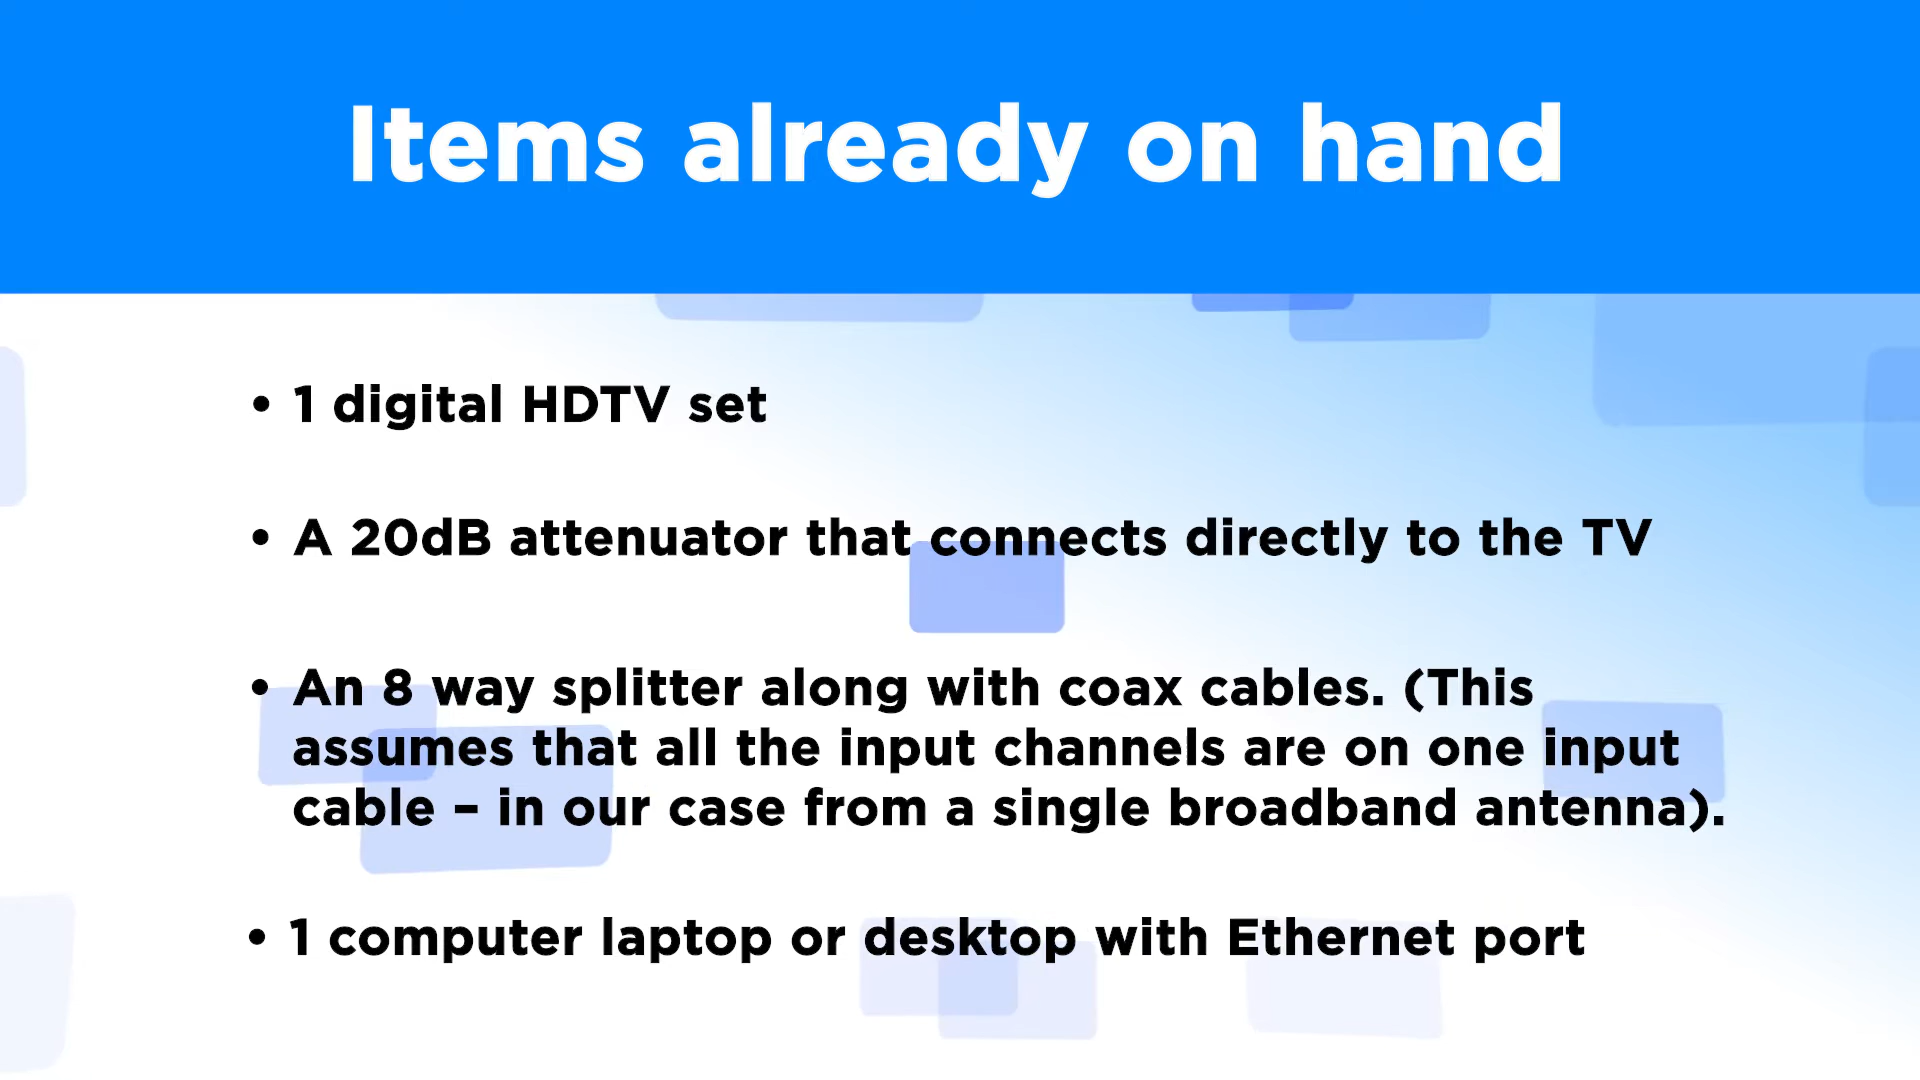 Items already on hand
• 1 digital HDTV set
• A 20dB attenuator that connects directly to the TV
• An 8 way splitter along with coax cables. (This
assumes that all the input channels are on one input
cable – in our case from a single broadband antenna).
• 1 computer laptop or desktop with Ethernet port